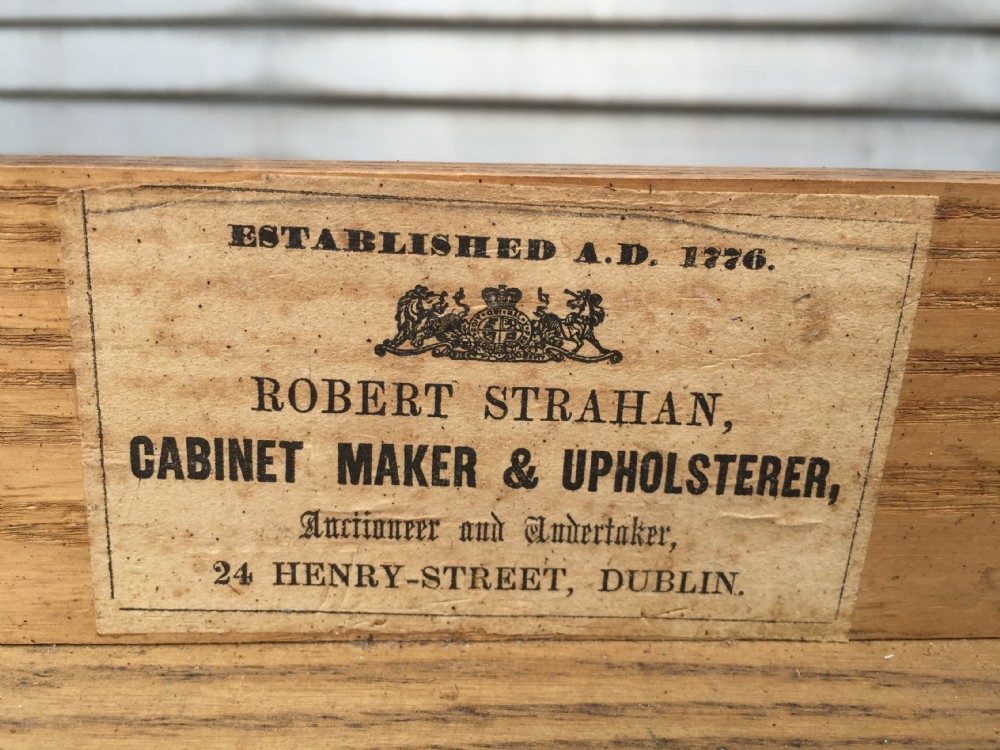 ESTABLISHED A.D. 1776.
ROBERT STRAHAN,
CABINET MAKER & UPHOLSTERER,
Auctioneer and Undertaker,
24 HENRY-STREET, DUBLIN.